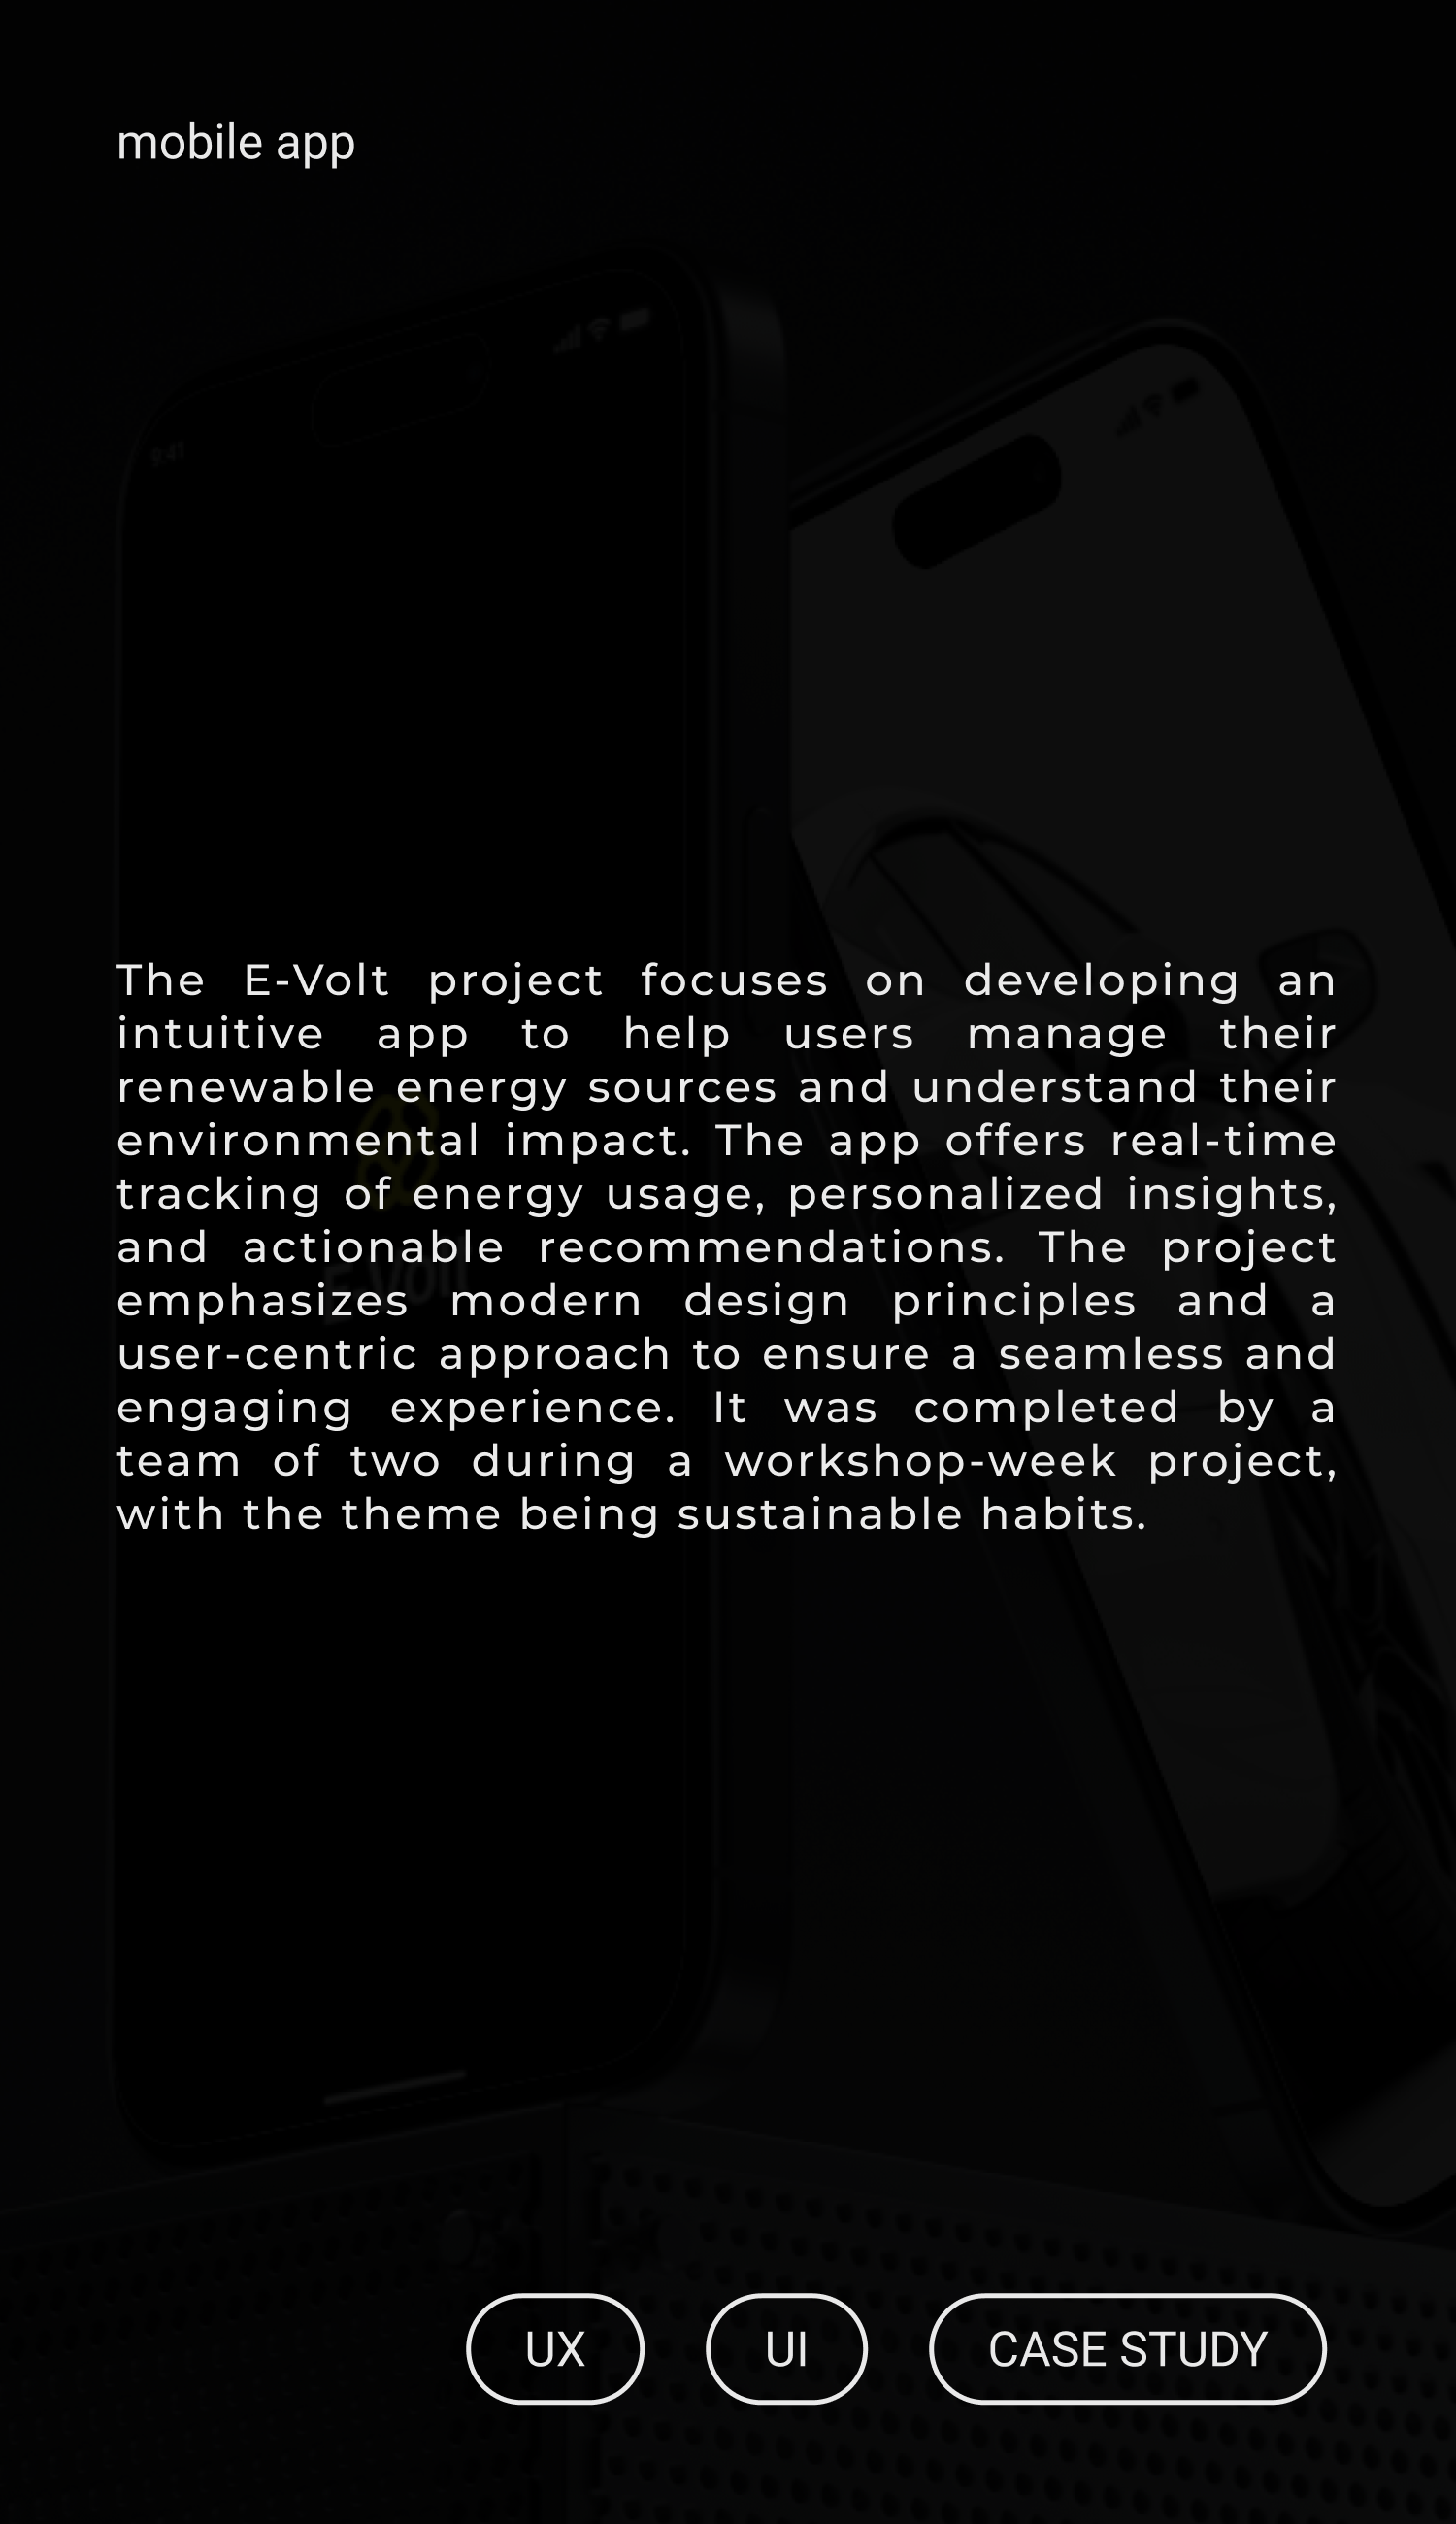 mobile app
9:41
The E-Volt project focuses on developing an
intuitive app to help users manage their
renewable energy sources and understand their
environmental impact. The app offers real-time
tracking of energy usage, personalized insights,
and actionable recommendations. The project
E-Volt
emphasizes modern design principles and a
user-centric approach to ensure a seamless and
engaging experience. It was completed by a
team of two during a workshop-week project,
with the theme being sustainable habits.
UX
UI
CASE STUDY